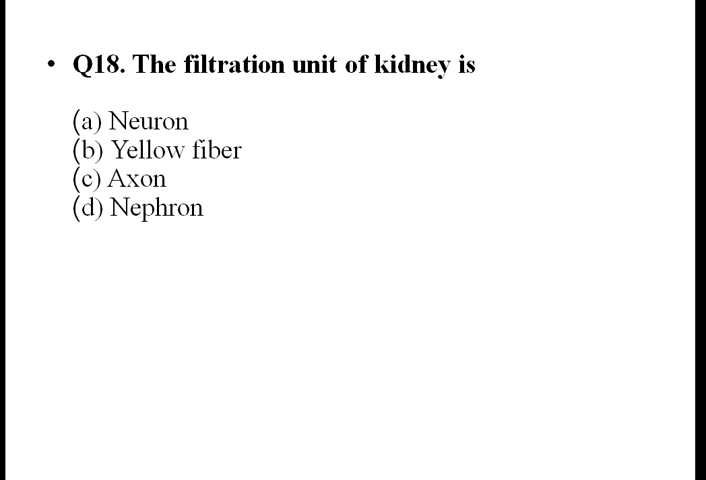 • Q18. The filtration unit of kidney is
(a) Neuron
(b) Yellow fiber
(c) Axon
(d) Nephron